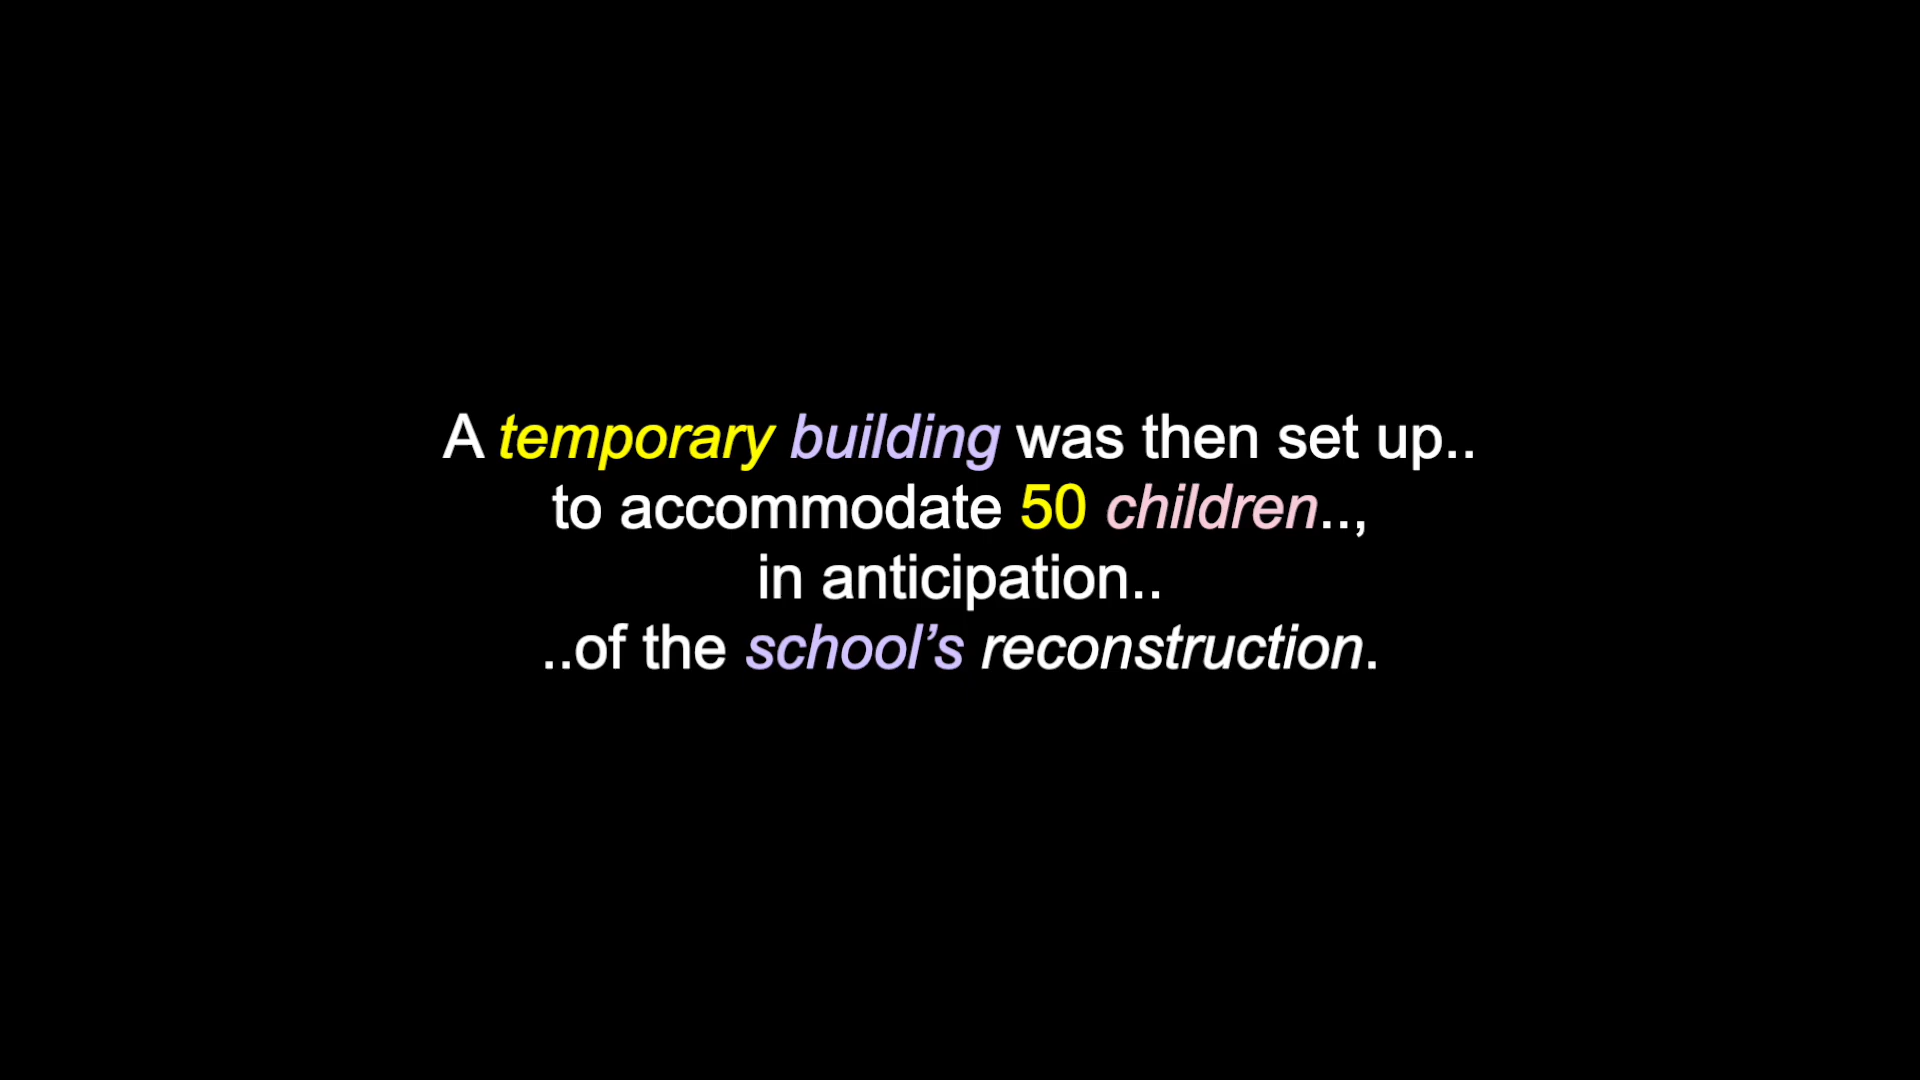 A temporary building was then set up..
to accommodate 50 children..,
in anticipation..
..of the school’s reconstruction.